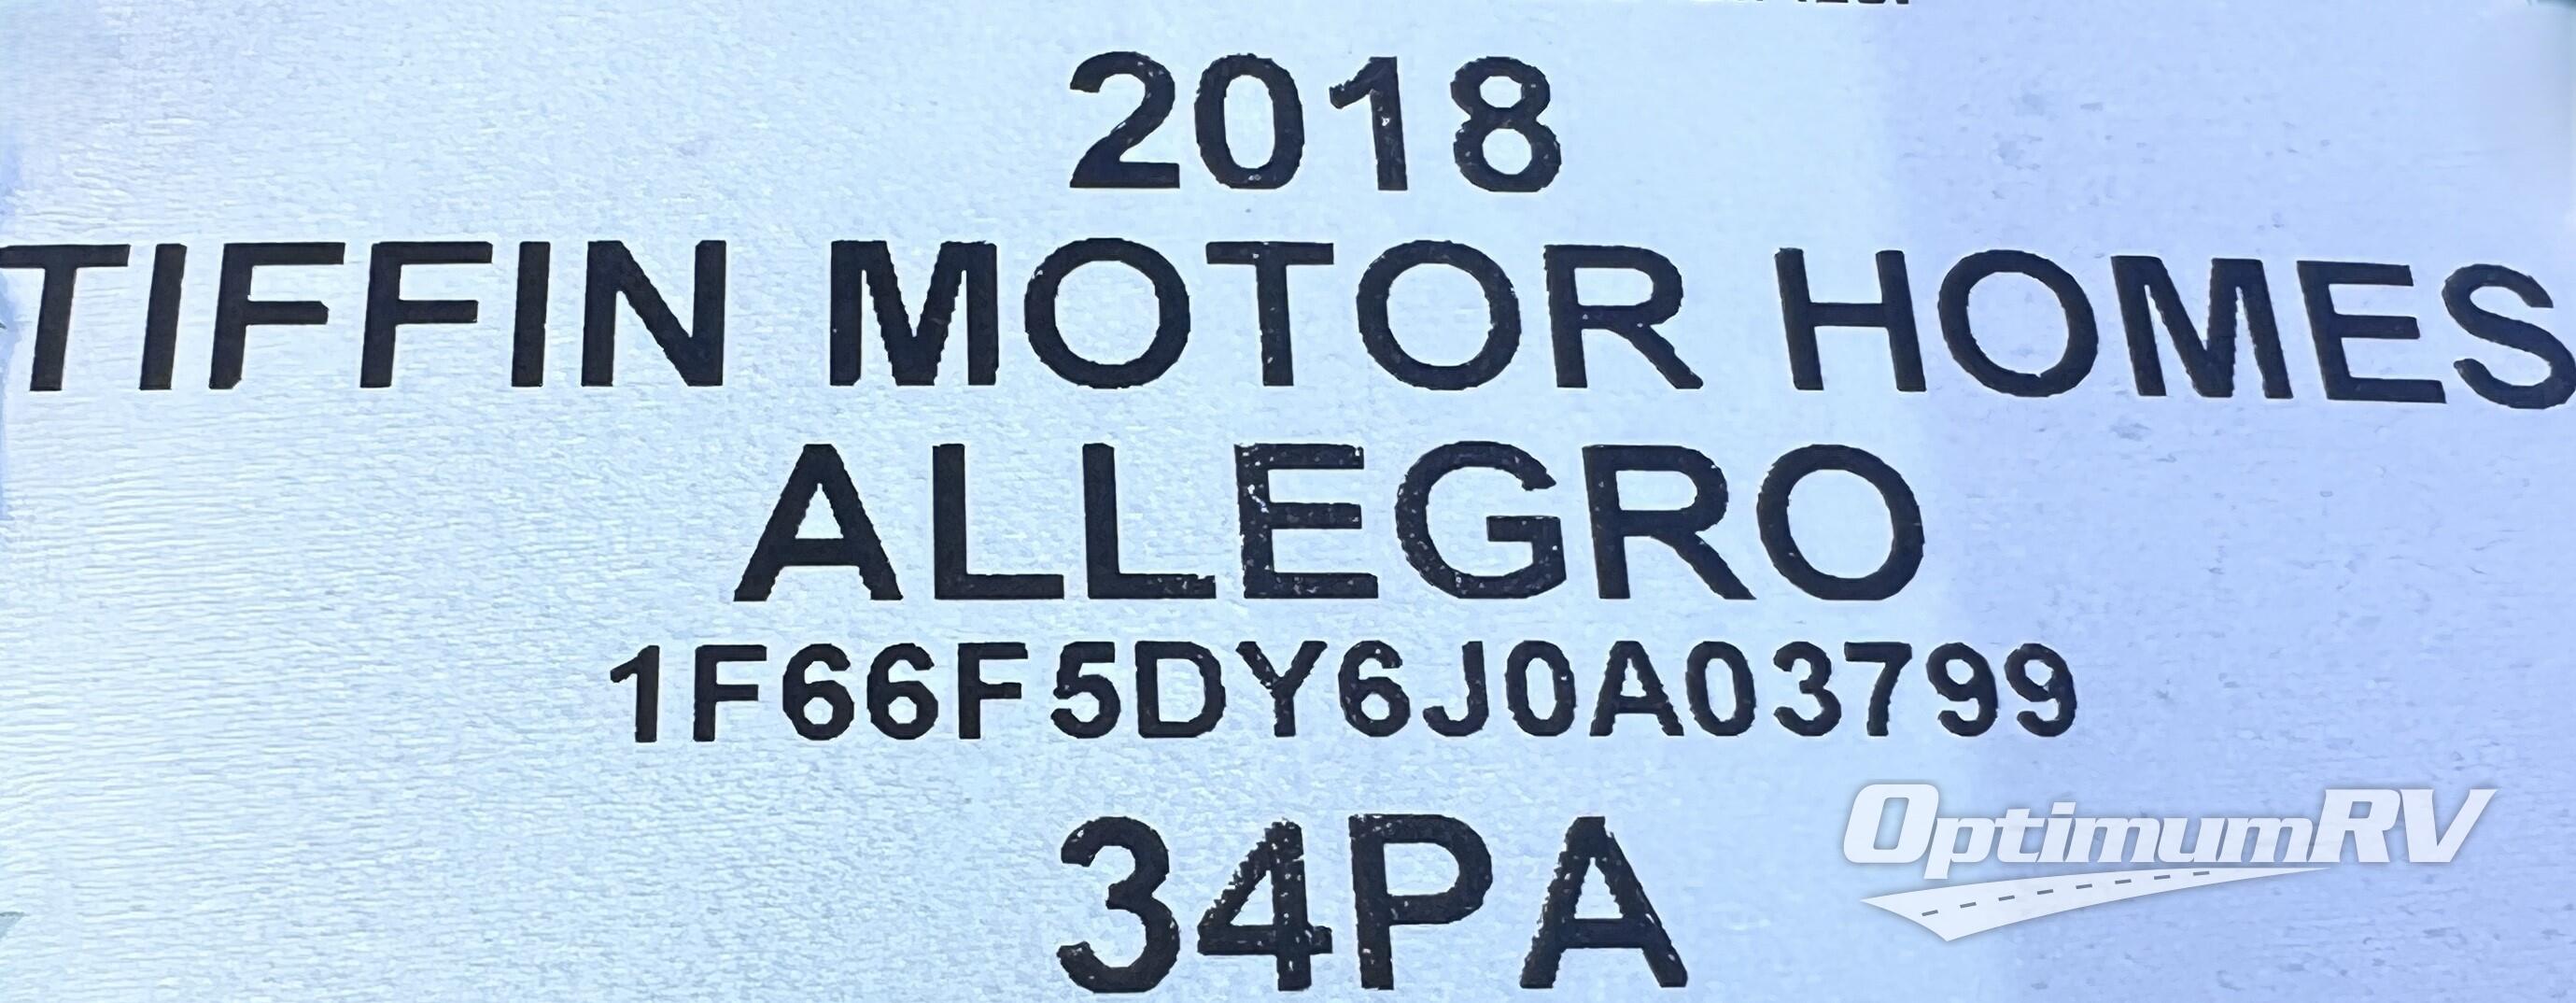 2018
TIFFIN MOTOR HOMES
ALLEGRO
1F66F5DY6J0A03799
34PA
OptimumRV